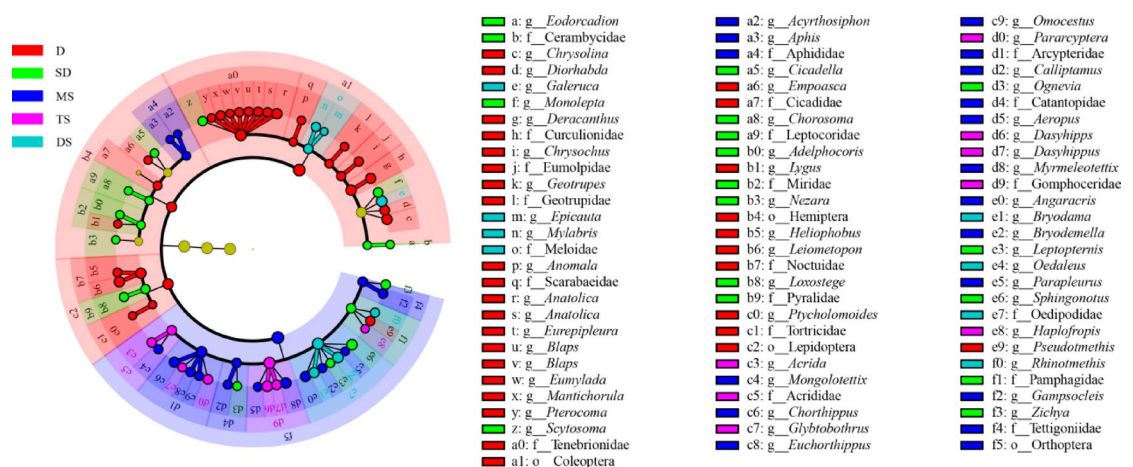 D
SD
MS
TS
DS
a: g__Eodorcadion
b: f__Cerambycidae
c: g__Chrysolina
d: g__Diorhabda
e: g__Galeruca
f: g__Monolepta
g: g__Deracanthus
h: f__Curculionidae
i: g__Chrysochus
j: f__Eumolpidae
k: g__Geotrupes
l: f__Geotrupidae
m: g__Epicauta
n: g__Mylabris
o: f__Meloidae
p: g__Anomala
q: f__Scarabaeidae
r: g__Anatolica
s: g__Anatolica
t: g__Eurepipleura
u: g__Blaps
v: g__Blaps
w: g__Eumylada
x: g__Mantichorula
y: g__Pterocoma
z: g__Scytosoma
a0: f__Tenebrionidae
a1: o__Coleoptera
a2: g__Acyrthosiphon
a3: g__Aphis
a4: f__Aphididae
a5: g__Cicadella
a6: g__Empoasca
a7: f__Cicadidae
a8: g__Chorosoma
a9: f__Leptocoridae
b0: g__Adelphocoris
b1: g__Lygus
b2: f__Miridae
b3: g__Nezara
b4: o__Hemiptera
b5: g__Heliophobus
b6: g__Leiometopon
b7: f__Noctuidae
b8: g__Loxostege
b9: f__Pyralidae
c0: g__Ptycholomoides
c1: f__Tortricidae
c2: o__Lepidoptera
c3: g__Acrida
c4: g__Mongolotettix
c5: f__Acrididae
c6: g__Chorthippus
c7: g__Glybtobothrus
c8: g__Euchorthippus
c9: g__Omocestus
d0: g__Pararcyptera
d1: f__Arcypteridae
d2: g__Calliptamus
d3: g__Ognevia
d4: f__Catantopidae
d5: g__Aeropus
d6: g__Dasyhipps
d7: g__Dasyhippus
d8: g__Myrmeleotettix
d9: f__Gomphoceridae
e0: g__Angaracris
e1: g__Bryodama
e2: g__Bryodemella
e3: g__Leptopternis
e4: g__Oedaleus
e5: g__Parapleurus
e6: g__Sphingonotus
e7: f__Oedipodidae
e8: g__Haplofropis
e9: g__Pseudotmethis
f0: g__Rhinotmethis
f1: f__Pamphagidae
f2: g__Gampsocleis
f3: g__Zichya
f4: f__Tettigoniidae
f5: o__Orthoptera